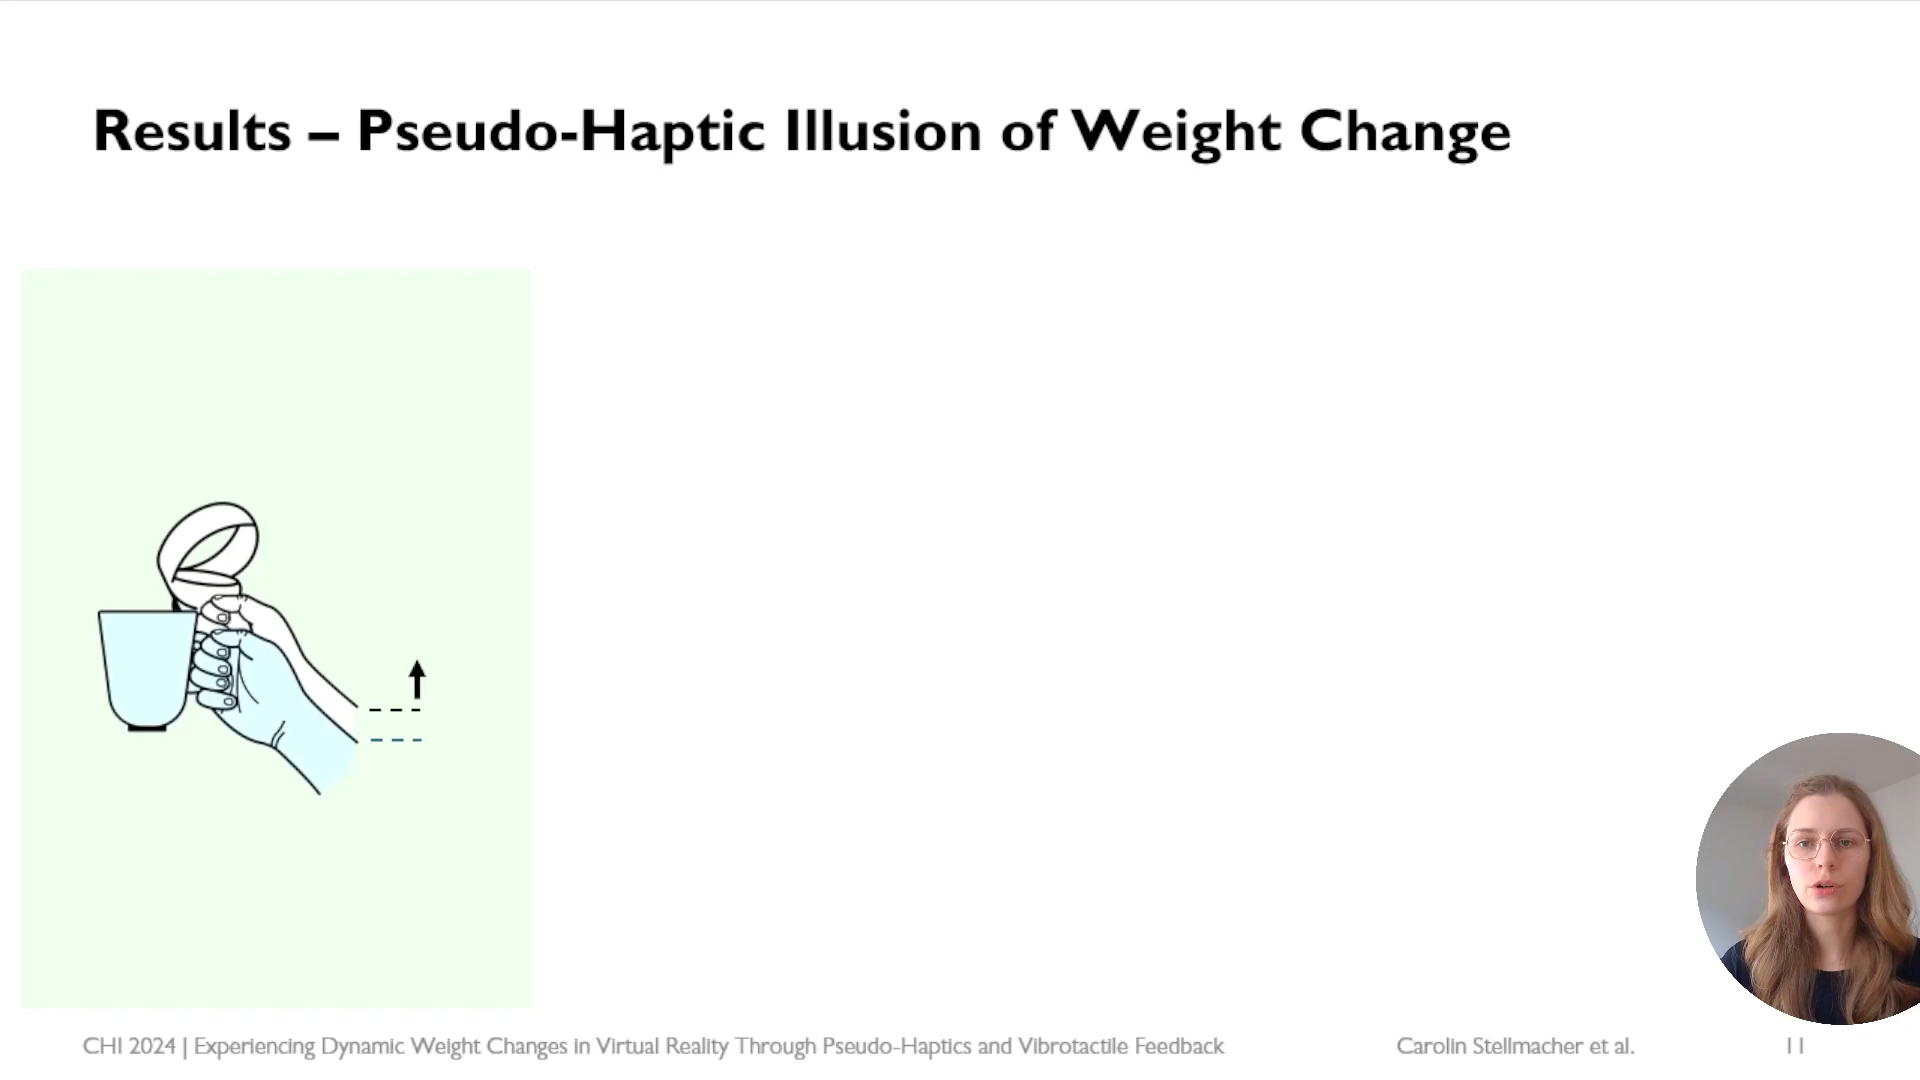 Results – Pseudo-Haptic Illusion of Weight Change
CHI 2024 | Experiencing Dynamic Weight Changes in Virtual Reality Through Pseudo-Haptics and Vibrotactile Feedback
Carolin Stellmacher et al.
11